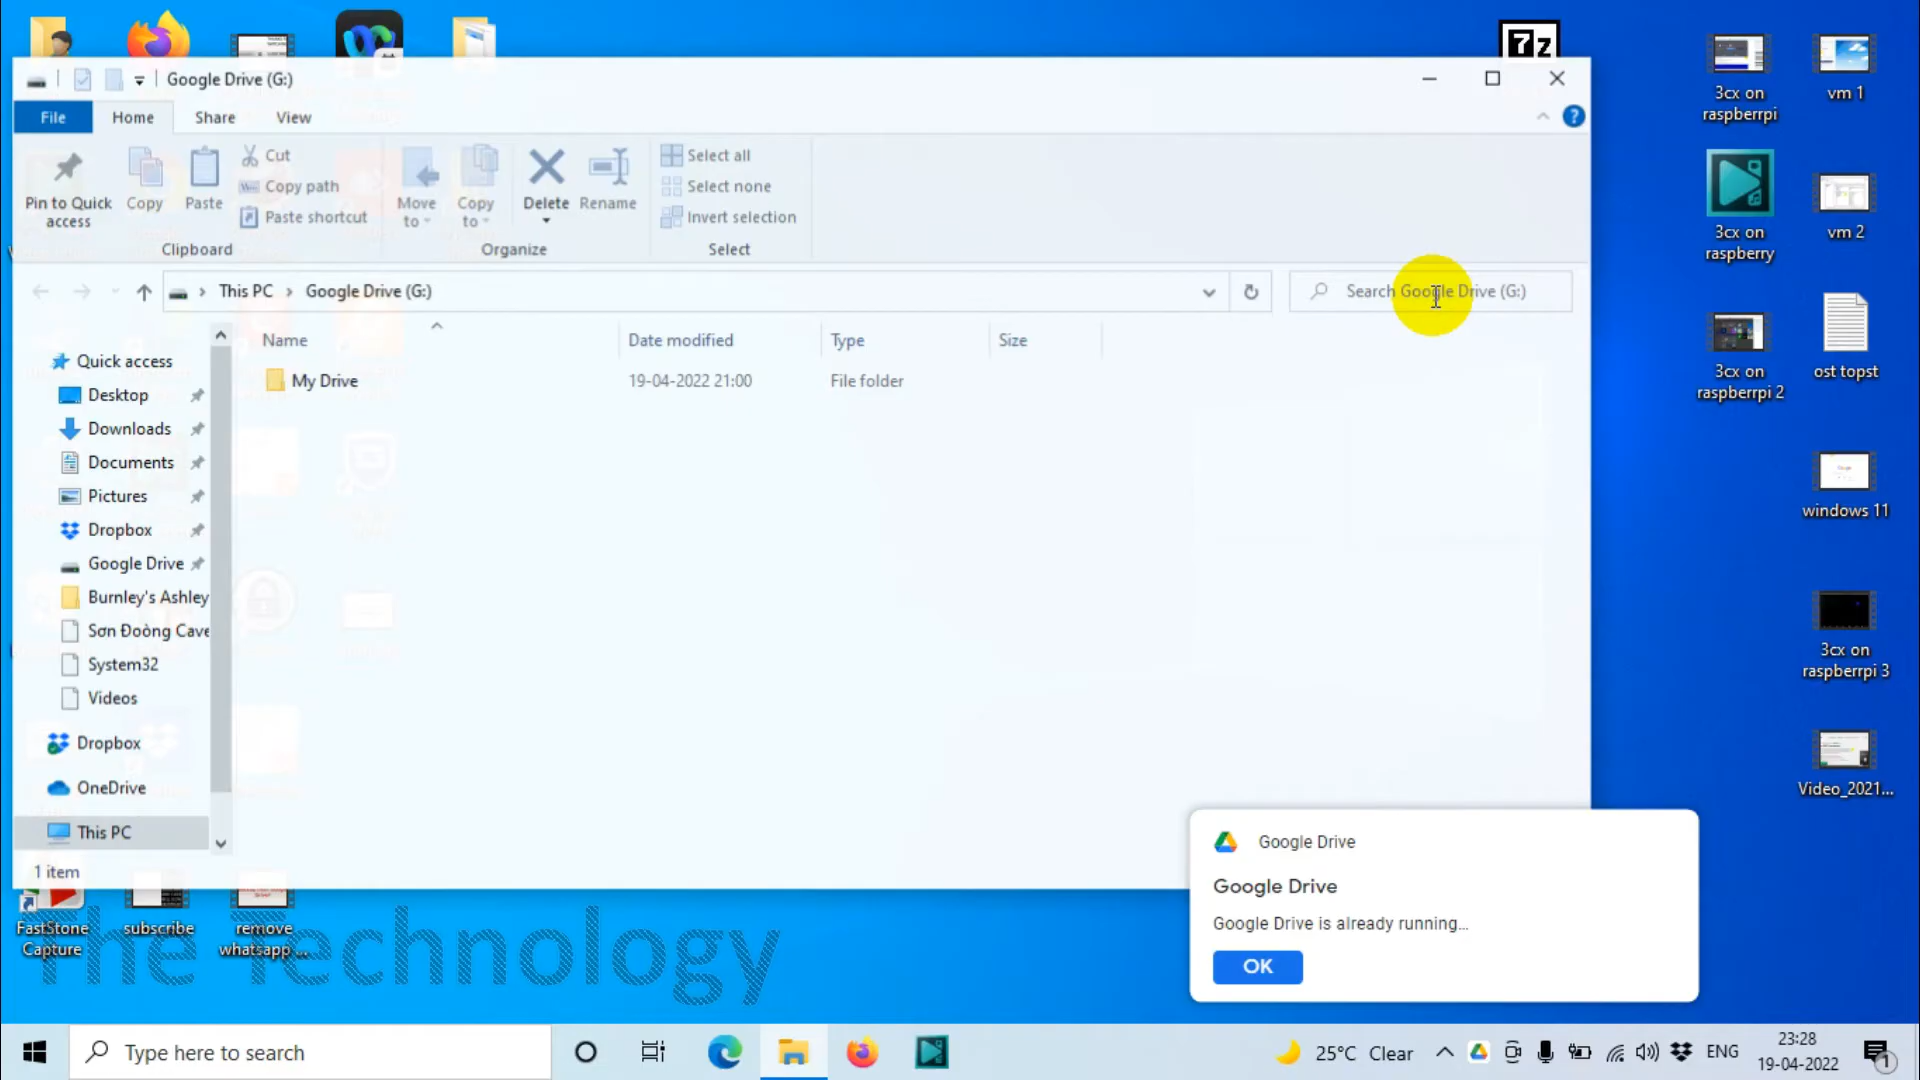 7z
Google Drive (G:)
File
Home
Share
View
?
Pin to Quick
access
Copy
Paste
Cut
Copy path
Paste shortcut
Clipboard
Move
to
Copy
to
Delete
Rename
Organize
Select all
Select none
Invert selection
Select
This PC
Google Drive (G:)
Search Google Drive (G:)
Name
Date modified
Type
Size
My Drive
19-04-2022 21:00
File folder
Quick access
Desktop
Downloads
Documents
Pictures
Dropbox
Google Drive
Burnley's Ashley
Sơn Đoòng Cave
System32
Videos
Dropbox
OneDrive
This PC
1 item
3cx on
raspberrpi
vm 1
3cx on
raspberry
vm 2
3cx on
raspberrpi 2
ost topst
windows 11
3cx on
raspberrpi 3
Video_2021...
Google Drive
Google Drive
Google Drive is already running...
OK
FastStone
Capture
subscribe
remove
whatsapp ...
The Technology
Type here to search
25°C Clear
ENG
23:28
19-04-2022
1